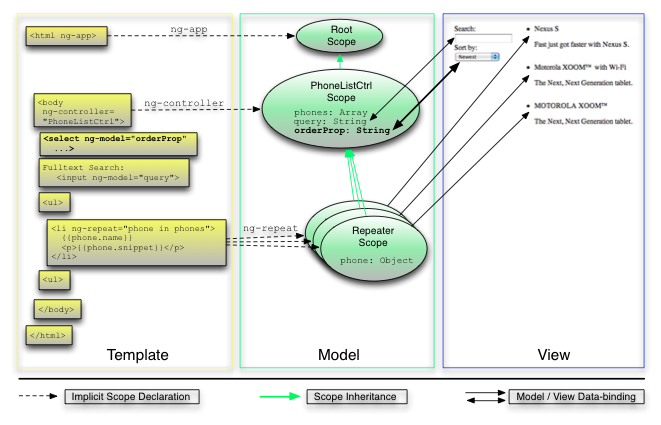 <html ng-app>
ng-app
Root
Scope
<body
ng-controller=
"PhoneListCtrl">
ng-controller
PhoneListCtrl
Scope
phones: Array
query: String
orderProp: String
<select ng-model="orderProp"
...>
Fulltext Search:
<input ng-model="query">
<ul>
<li ng-repeat="phone in phones">
{{phone.name}}
<p>{{phone.snippet}}</p>
</li>
ng-repeat
Repeater
Scope
phone: Object
<ul>
</body>
</html>
Search:
Sort by:
Newest
• Nexus S
Fast just got faster with Nexus S.
• Motorola XOOM™ with Wi-Fi
The Next, Next Generation tablet.
• MOTOROLA XOOM™
The Next, Next Generation tablet.
Template
Model
View
Implicit Scope Declaration
Scope Inheritance
Model / View Data-binding